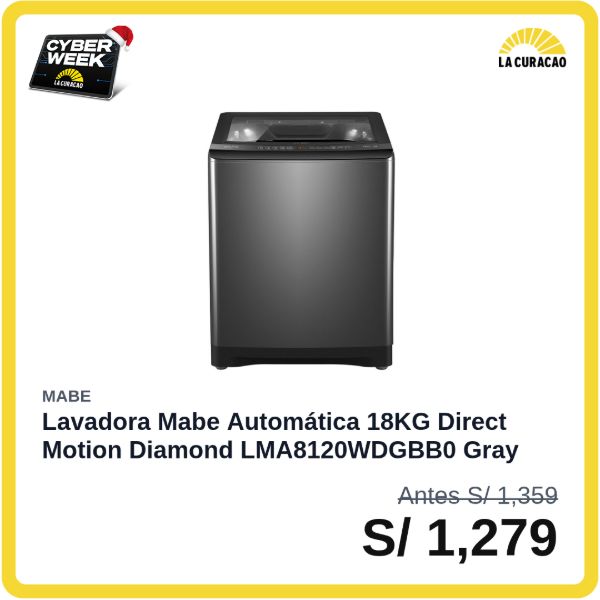 CYBER
WEEK
LA CURACAO
LA CURACAO
MABE
Lavadora Mabe Automática 18KG Direct
Motion Diamond LMA8120WDGBB0 Gray
Antes S/ 1,359
S/ 1,279